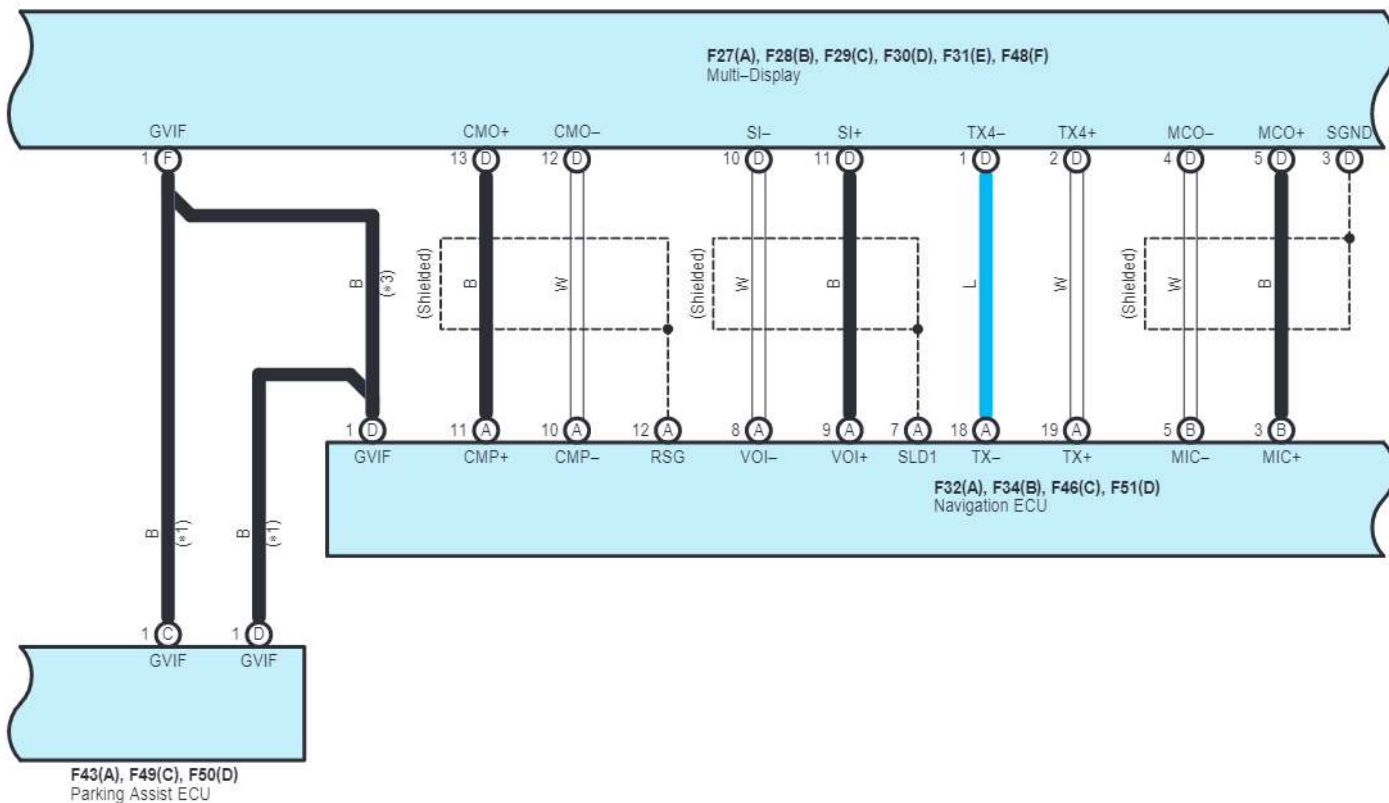 F27(A), F28(B), F29(C), F30(D), F31(E), F48(F)
Multi–Display
GVIF CMO+ CMO– SI– SI+ TX4– TX4+ MCO– MCO+ SGND
1 F 13 D 12 D 10 D 11 D 1 D 2 D 4 D 5 D 3 D
B (*3) (Shielded) B W (Shielded) W B L W (Shielded) W B
1 D 11 A 10 A 12 A 8 A 9 A 7 A 18 A 19 A 5 B 3 B
GVIF CMP+ CMP– RSG VOI– VOI+ SLD1 TX– TX+ MIC– MIC+
F32(A), F34(B), F46(C), F51(D)
Navigation ECU
B (*1) B (*1)
1 C 1 D
GVIF GVIF
F43(A), F49(C), F50(D)
Parking Assist ECU